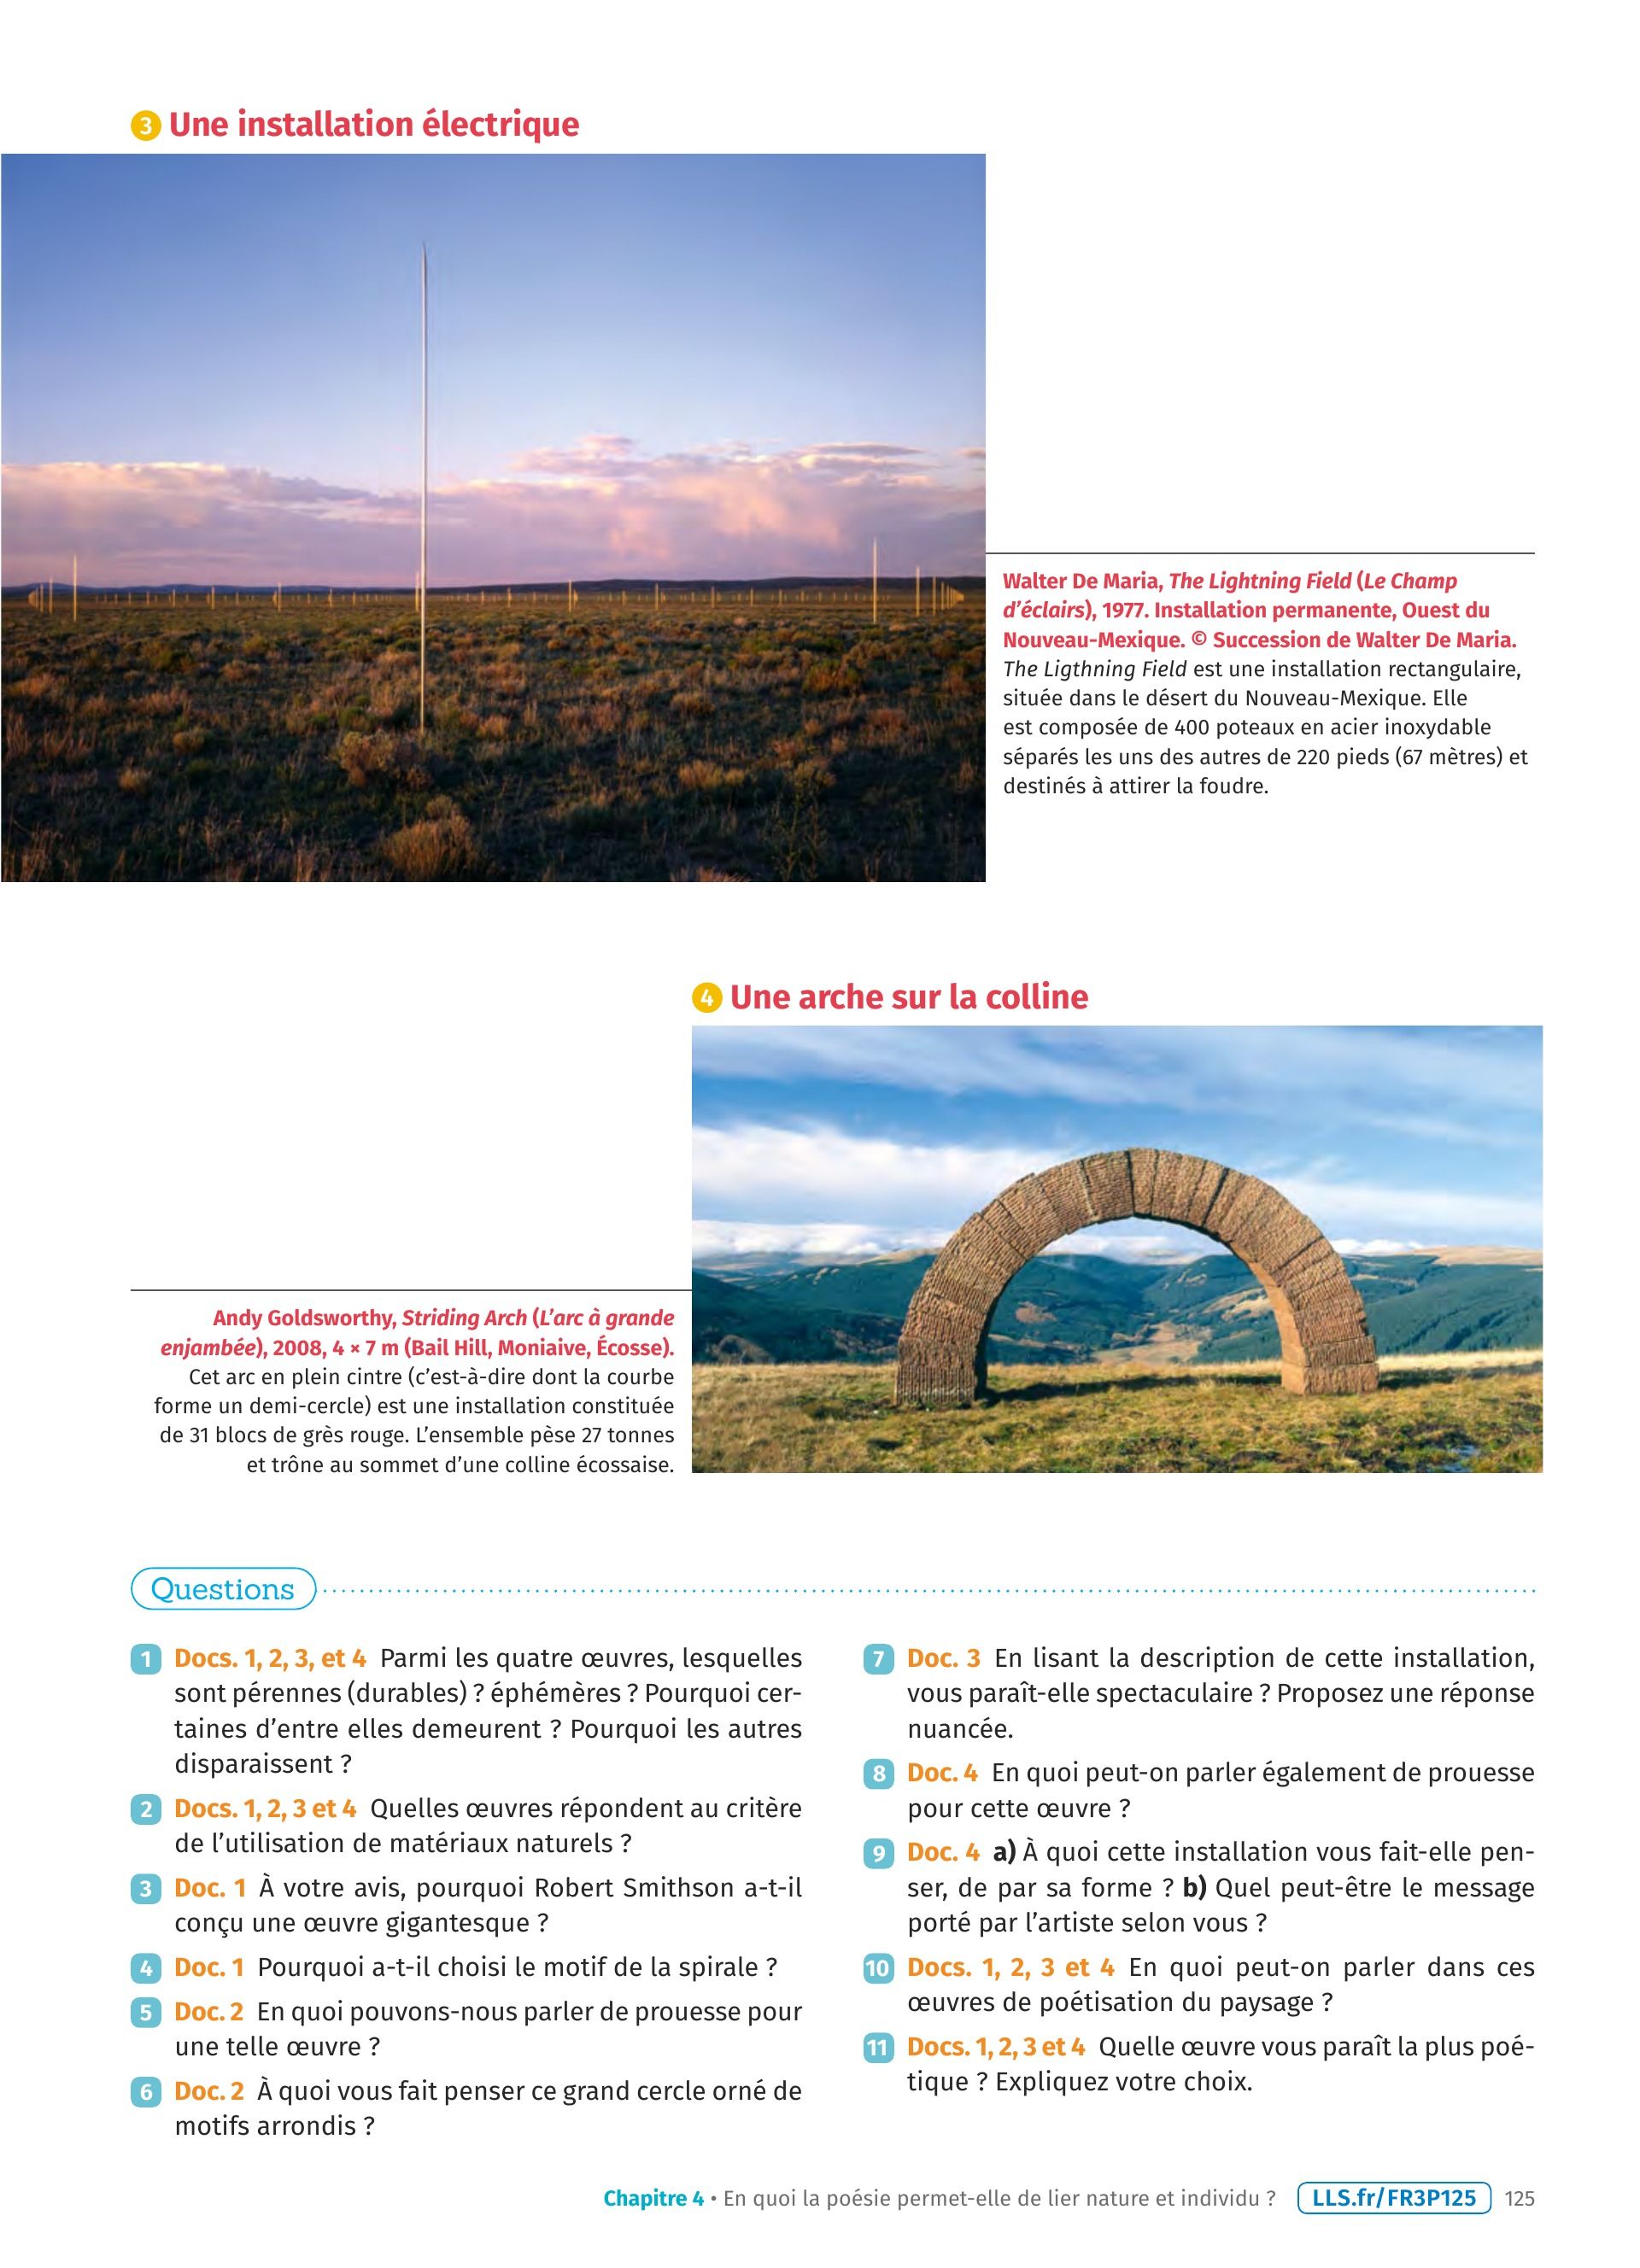 3 Une installation électrique
Walter De Maria, The Lightning Field (Le Champ
d’éclairs), 1977. Installation permanente, Ouest du
Nouveau-Mexique. © Succession de Walter De Maria.
The Ligthning Field est une installation rectangulaire,
située dans le désert du Nouveau-Mexique. Elle
est composée de 400 poteaux en acier inoxydable
séparés les uns des autres de 220 pieds (67 mètres) et
destinés à attirer la foudre.
4 Une arche sur la colline
Andy Goldsworthy, Striding Arch (L’arc à grande
enjambée), 2008, 4 × 7 m (Bail Hill, Moniaive, Écosse).
Cet arc en plein cintre (c’est-à-dire dont la courbe
forme un demi-cercle) est une installation constituée
de 31 blocs de grès rouge. L’ensemble pèse 27 tonnes
et trône au sommet d’une colline écossaise.
Questions
1 Docs. 1, 2, 3, et 4 Parmi les quatre œuvres, lesquelles
sont pérennes (durables) ? éphémères ? Pourquoi cer-
taines d’entre elles demeurent ? Pourquoi les autres
disparaissent ?
2 Docs. 1, 2, 3 et 4 Quelles œuvres répondent au critère
de l’utilisation de matériaux naturels ?
3 Doc. 1 À votre avis, pourquoi Robert Smithson a-t-il
conçu une œuvre gigantesque ?
4 Doc. 1 Pourquoi a-t-il choisi le motif de la spirale ?
5 Doc. 2 En quoi pouvons-nous parler de prouesse pour
une telle œuvre ?
6 Doc. 2 À quoi vous fait penser ce grand cercle orné de
motifs arrondis ?
7 Doc. 3 En lisant la description de cette installation,
vous paraît-elle spectaculaire ? Proposez une réponse
nuancée.
8 Doc. 4 En quoi peut-on parler également de prouesse
pour cette œuvre ?
9 Doc. 4 a) À quoi cette installation vous fait-elle pen-
ser, de par sa forme ? b) Quel peut-être le message
porté par l’artiste selon vous ?
10 Docs. 1, 2, 3 et 4 En quoi peut-on parler dans ces
œuvres de poétisation du paysage ?
11 Docs. 1, 2, 3 et 4 Quelle œuvre vous paraît la plus poé-
tique ? Expliquez votre choix.
Chapitre 4 • En quoi la poésie permet-elle de lier nature et individu ? LLS.fr/FR3P125 125